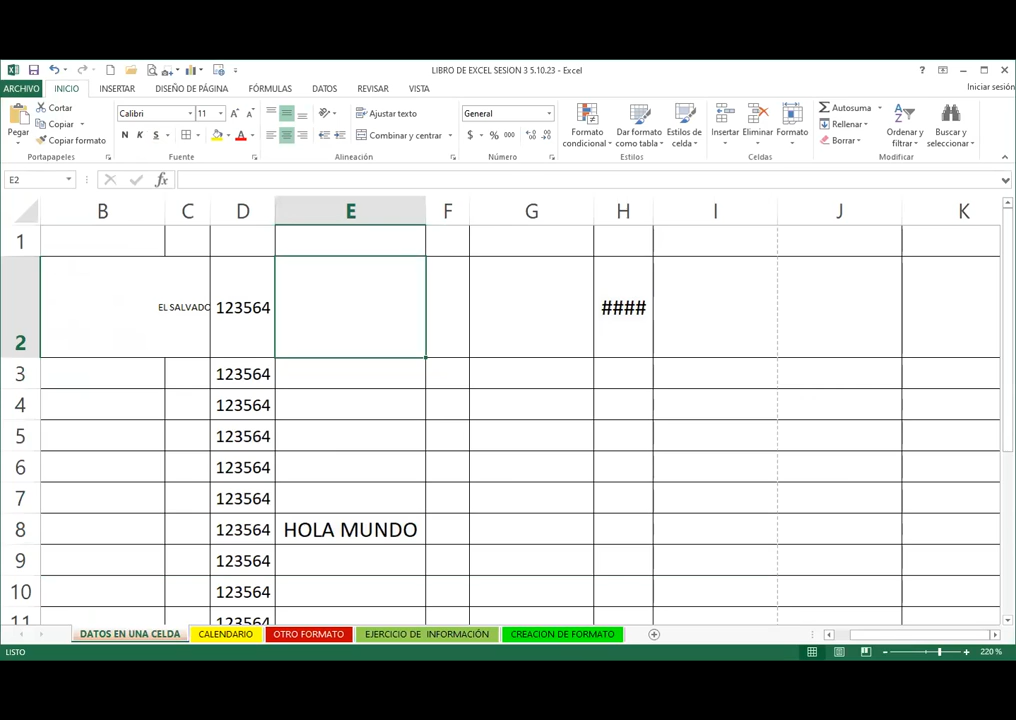 LIBRO DE EXCEL SESION 3 5.10.23 - Excel
ARCHIVO INICIO INSERTAR DISEÑO DE PÁGINA FÓRMULAS DATOS REVISAR VISTA Iniciar sesión
Pegar
Cortar
Copiar
Copiar formato
Portapapeles
Calibri 11
N K S
Fuente
Ajustar texto
Combinar y centrar
Alineación
General
$ % 000
Número
Formato condicional
Dar formato como tabla
Estilos de celda
Estilos
Insertar Eliminar Formato
Celdas
Autosuma
Rellenar
Borrar
Ordenar y filtrar
Buscar y seleccionar
Modificar
E2
fx
B C D E F G H I J K
1
2 EL SALVADO 123564 ####
3 123564
4 123564
5 123564
6 123564
7 123564
8 123564 HOLA MUNDO
9 123564
10 123564
11 123564
DATOS EN UNA CELDA CALENDARIO OTRO FORMATO EJERCICIO DE INFORMACIÓN CREACION DE FORMATO
LISTO 220 %